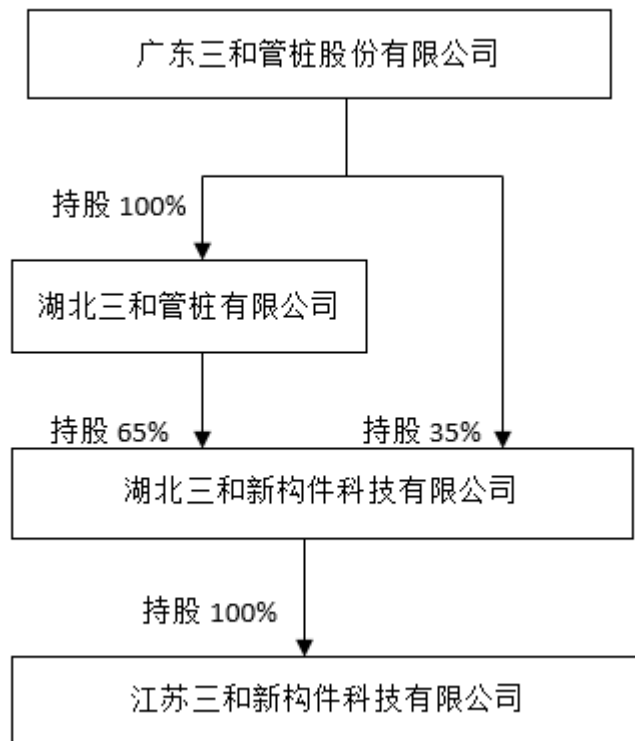 广东三和管桩股份有限公司
持股 100%
湖北三和管桩有限公司
持股 65%
持股 35%
湖北三和新构件科技有限公司
持股 100%
江苏三和新构件科技有限公司